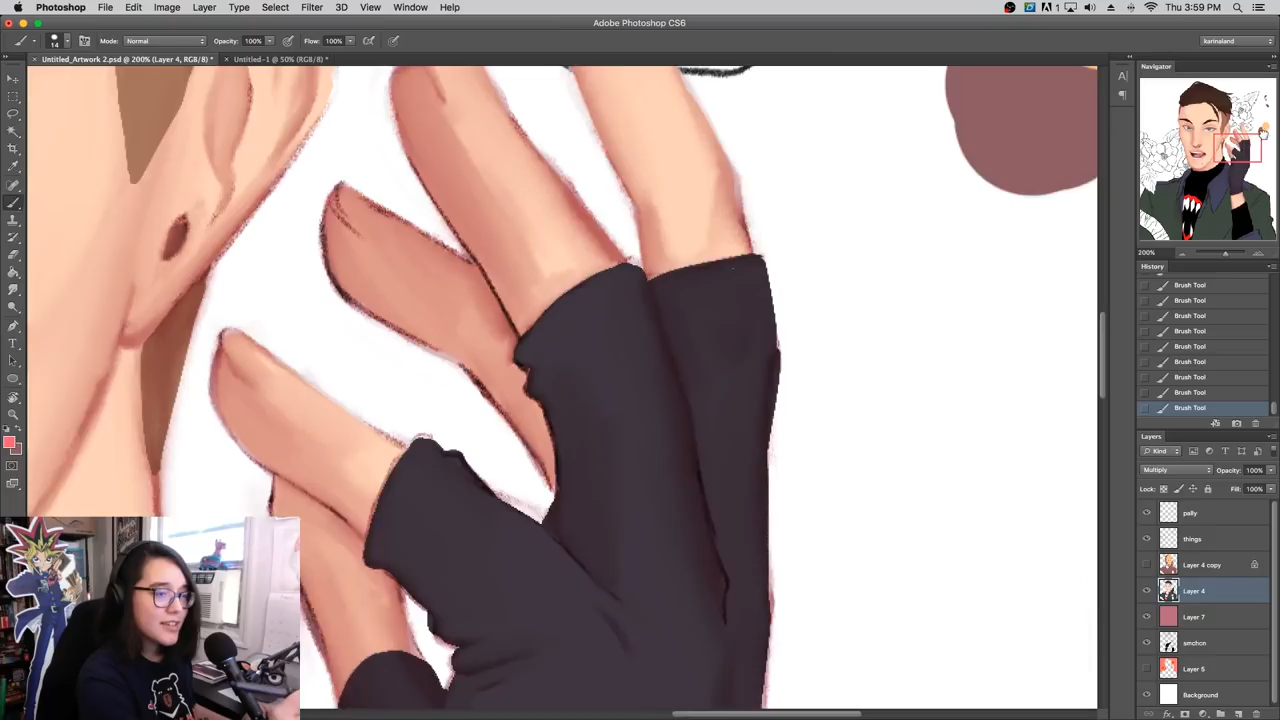 Photoshop File Edit Image Layer Type Select Filter 3D View Window Help
1 Thu 3:59 PM
Adobe Photoshop CS6
14 Mode: Normal Opacity: 100% Flow: 100% karinaland
× Untitled_Artwork 2.psd @ 200% (Layer 4, RGB/8) * × Untitled-1 @ 50% (RGB/8) *
Navigator
200%
History
Brush Tool
Brush Tool
Brush Tool
Brush Tool
Brush Tool
Brush Tool
Brush Tool
Brush Tool
Brush Tool
Layers
Kind
Multiply Opacity: 100%
Lock: Fill: 100%
pally
things
Layer 4 copy
Layer 4
Layer 7
smchcn
Layer 5
Background